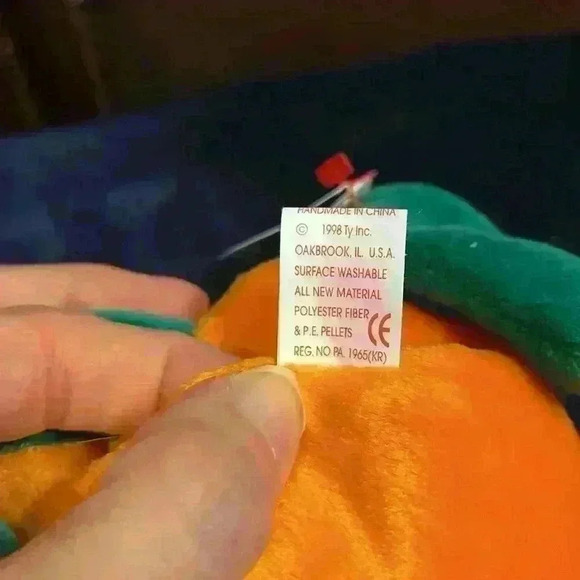 HANDMADE IN CHINA
© 1998 Ty Inc.
OAKBROOK, IL. U.S.A.
SURFACE WASHABLE
ALL NEW MATERIAL
POLYESTER FIBER
& P.E. PELLETS CE
REG. NO PA. 1965(KR)